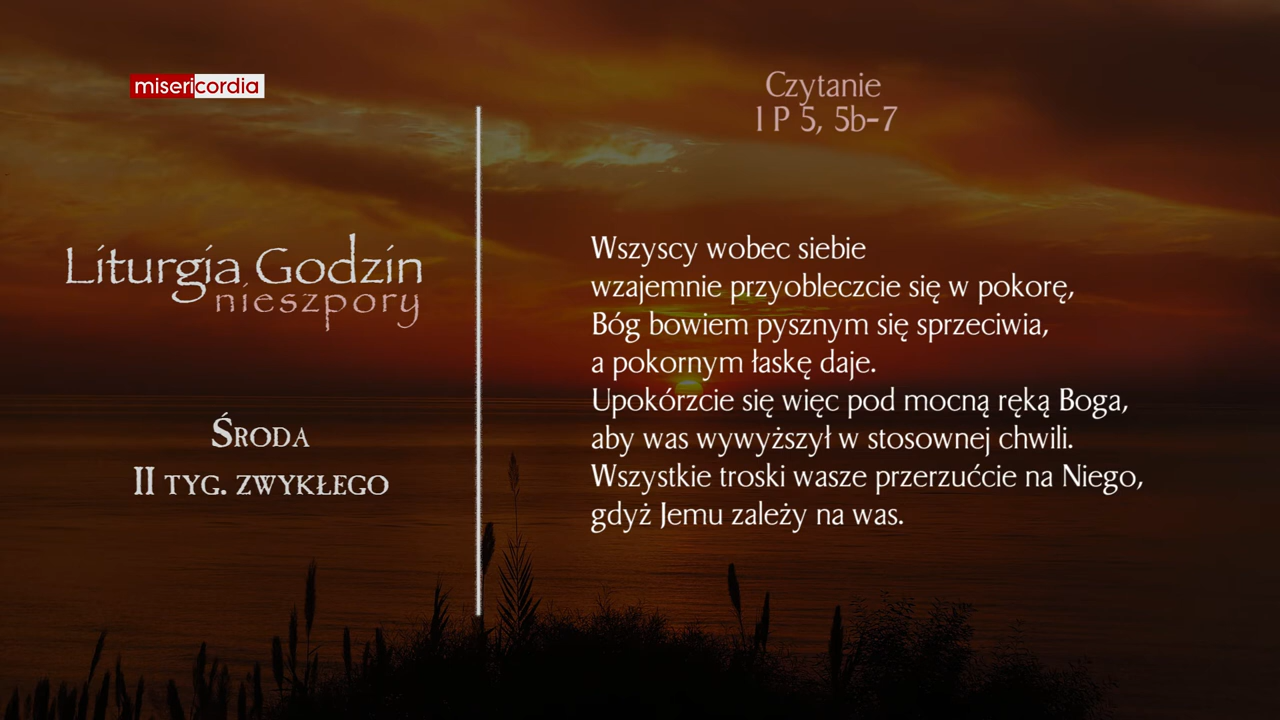 misericordia
Liturgia Godzin
nieszpory
Środa
II tyg. zwykłego
Czytanie
1 P 5, 5b-7
Wszyscy wobec siebie
wzajemnie przyobleczcie się w pokorę,
Bóg bowiem pysznym się sprzeciwia,
a pokornym łaskę daje.
Upokórzcie się więc pod mocną ręką Boga,
aby was wywyższył w stosownej chwili.
Wszystkie troski wasze przerzućcie na Niego,
gdyż Jemu zależy na was.